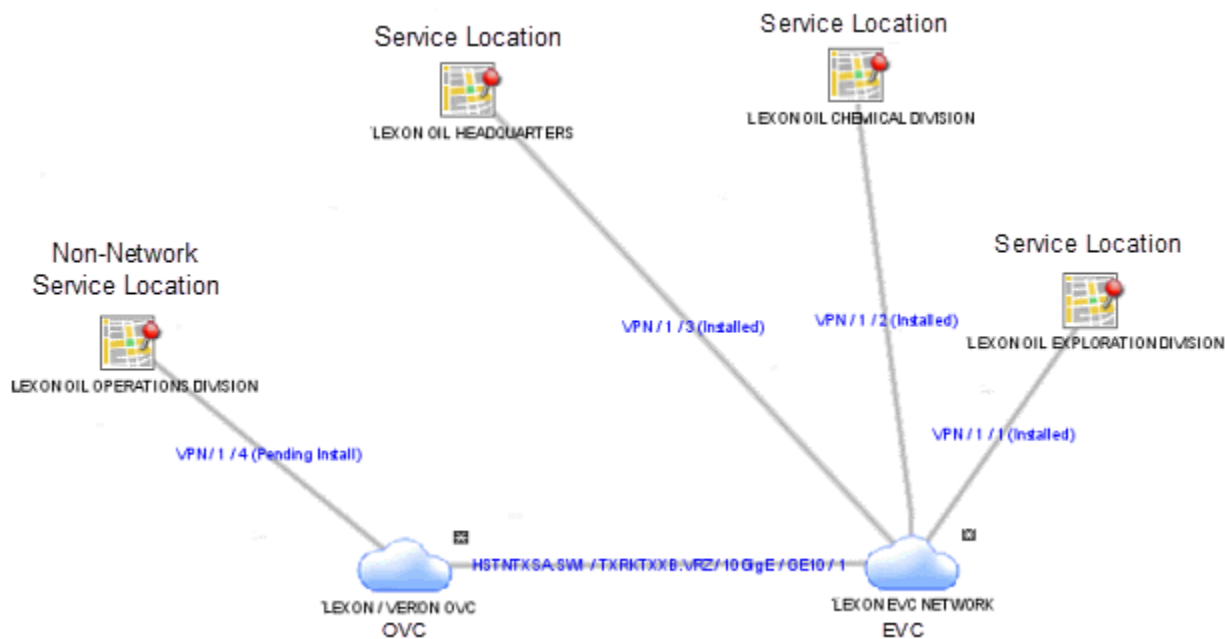 Service Location
LEXON OIL HEADQUARTERS
Service Location
LEXON OIL CHEMICAL DIVISION
Non-Network
Service Location
LEXON OIL OPERATIONS DIVISION
Service Location
LEXON OIL EXPLORATION DIVISION
VPN / 1 / 3 (Installed)
VPN / 1 / 2 (Installed)
VPN / 1 / 1 (Installed)
VPN / 1 / 4 (Pending Install)
HSTNTXSA.SWI / TXRKTXXB.VRZ / 10GigE / GE10 / 1
LEXON / VERION OVC
OVC
LEXON EVC NETWORK
EVC